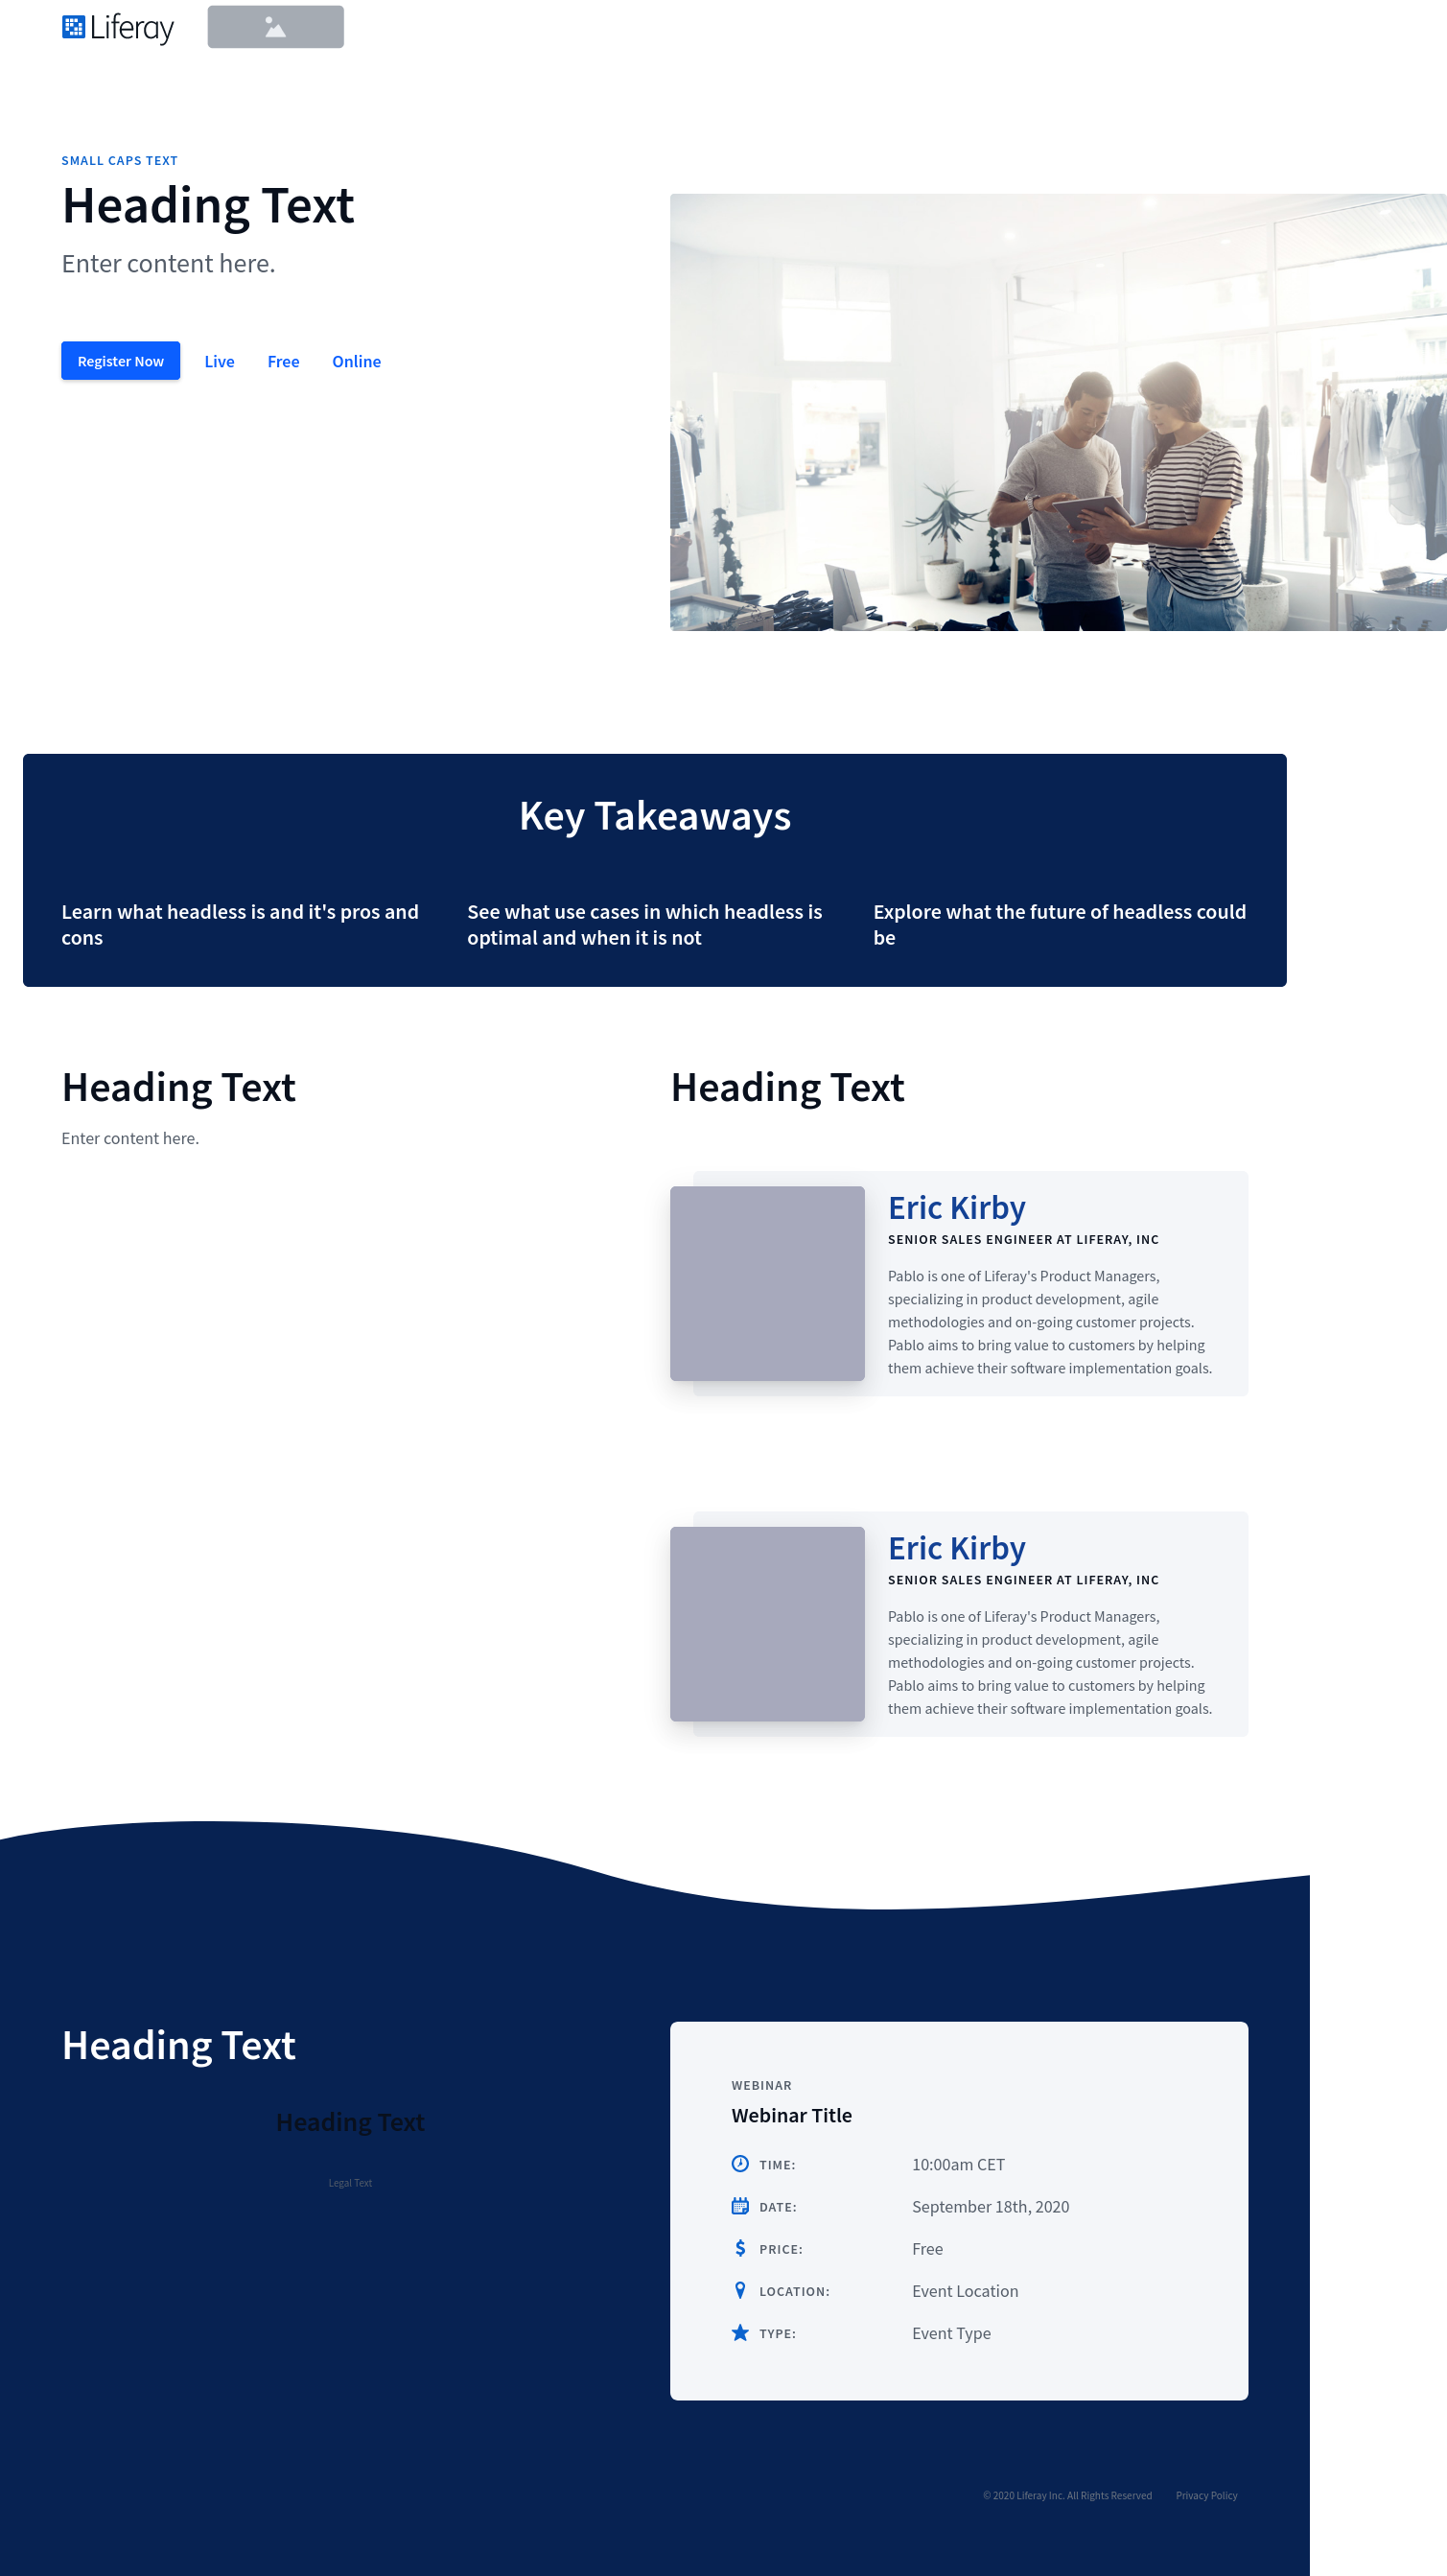 Liferay
SMALL CAPS TEXT
Heading Text
Enter content here.
Register Now
Live
Free
Online
Key Takeaways
Learn what headless is and it's pros and
cons
See what use cases in which headless is
optimal and when it is not
Explore what the future of headless could
be
Heading Text
Enter content here.
Heading Text
Eric Kirby
SENIOR SALES ENGINEER AT LIFERAY, INC
Pablo is one of Liferay's Product Managers,
specializing in product development, agile
methodologies and on-going customer projects.
Pablo aims to bring value to customers by helping
them achieve their software implementation goals.
Eric Kirby
SENIOR SALES ENGINEER AT LIFERAY, INC
Pablo is one of Liferay's Product Managers,
specializing in product development, agile
methodologies and on-going customer projects.
Pablo aims to bring value to customers by helping
them achieve their software implementation goals.
Heading Text
Heading Text
Legal Text
WEBINAR
Webinar Title
TIME: 10:00am CET
DATE: September 18th, 2020
PRICE: Free
LOCATION: Event Location
TYPE: Event Type
© 2020 Liferay Inc. All Rights Reserved Privacy Policy